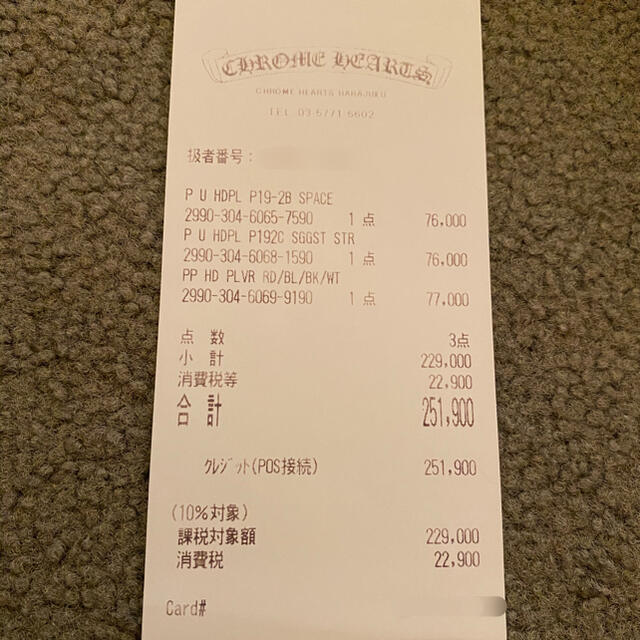 CHROME HEARTS
CHROME HEARTS HARAJUKU
TEL 03-5771-6602
扱者番号:
P U HDPL P19-2B SPACE
2990-304-6065-7590 1 点 76,000
P U HDPL P192C SGGST STR
2990-304-6068-1590 1 点 76,000
PP HD PLVR RD/BL/BK/WT
2990-304-6069-9190 1 点 77,000
点 数 3点
小 計 229,000
消費税等 22,900
合 計 251,900
クレジット(POS接続) 251,900
(10%対象)
課税対象額 229,000
消費税 22,900
Card#